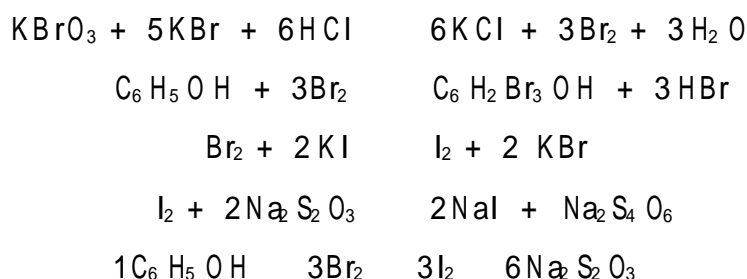 KBrO₃ + 5KBr + 6HCl 6KCl + 3Br₂ + 3H₂O
C₆H₅OH + 3Br₂ C₆H₂Br₃OH + 3HBr
Br₂ + 2KI I₂ + 2KBr
I₂ + 2Na₂S₂O₃ 2NaI + Na₂S₄O₆
1C₆H₅OH 3Br₂ 3I₂ 6Na₂S₂O₃